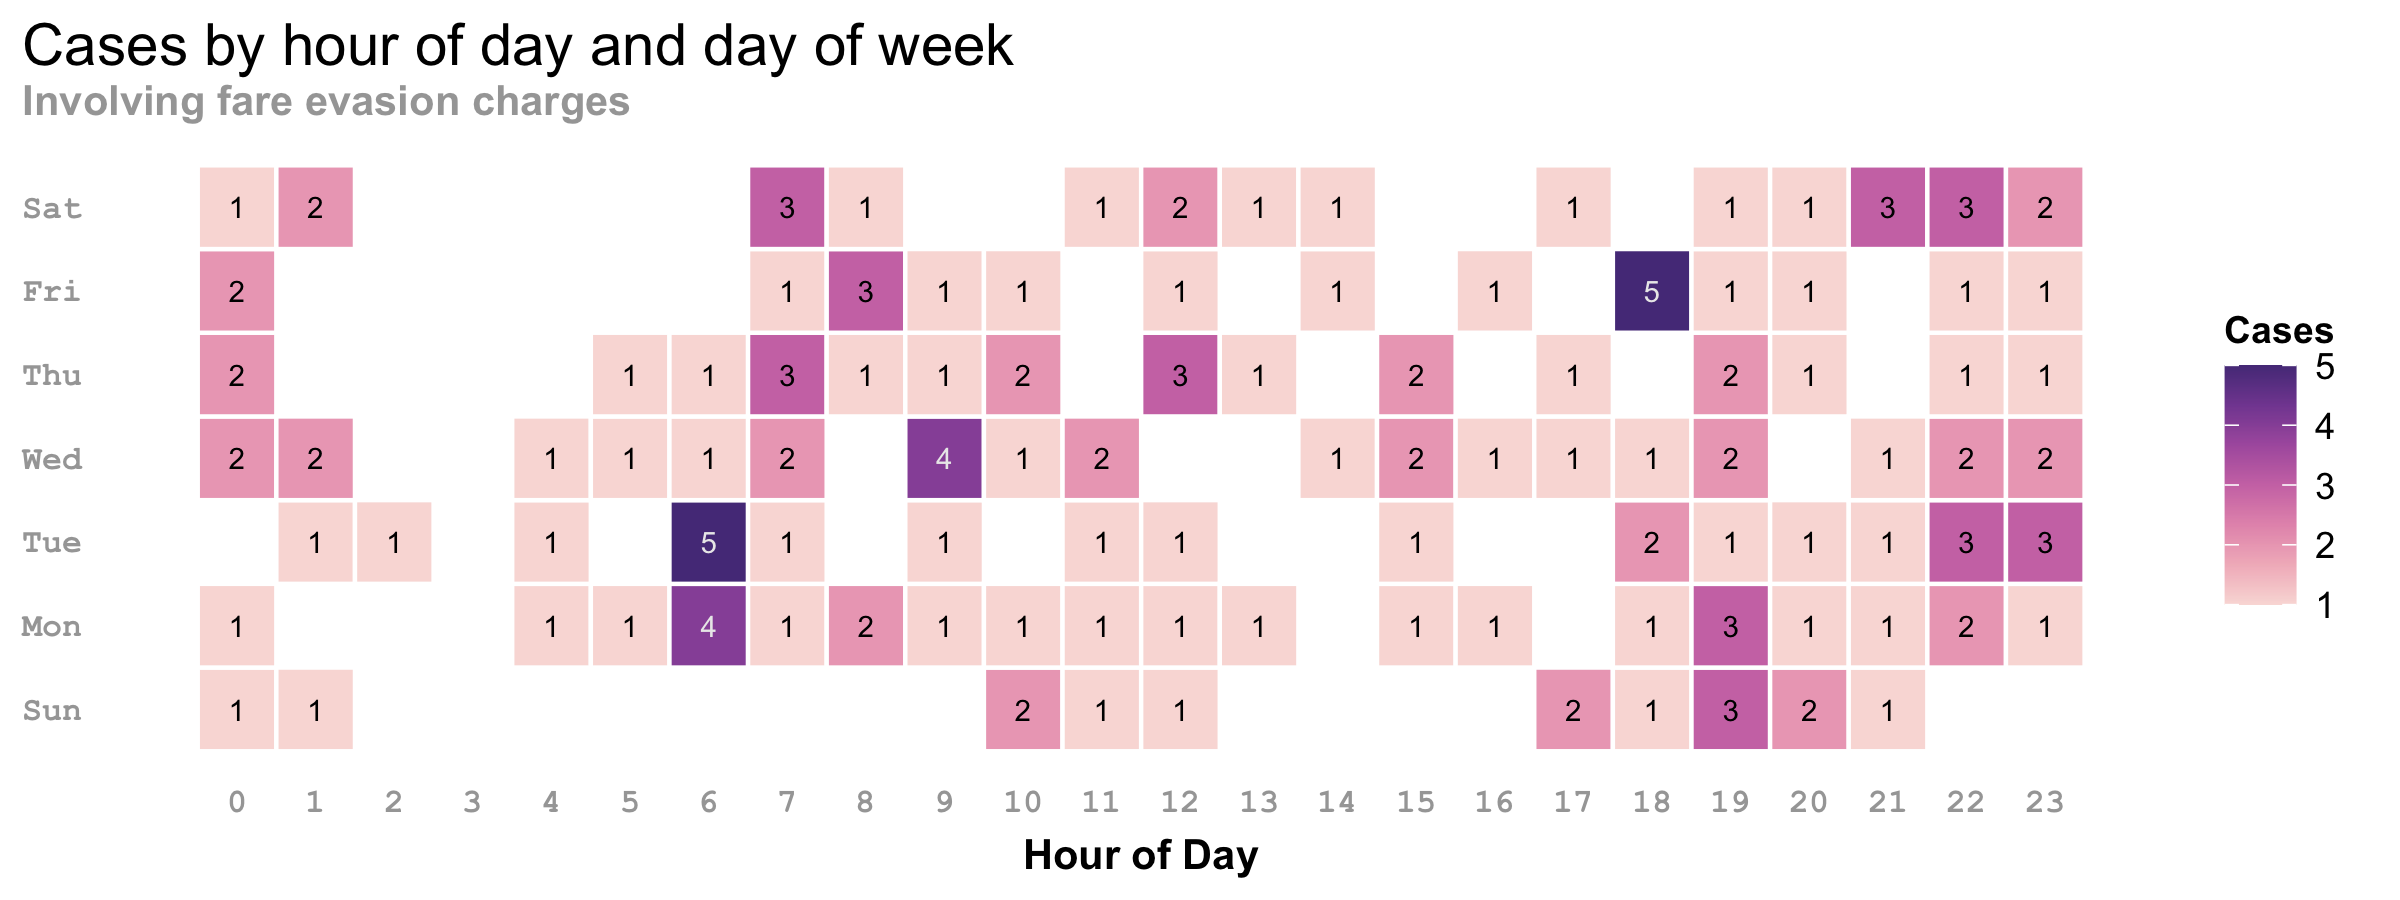 Cases by hour of day and day of week
Involving fare evasion charges
Sat 1 2 3 1 1 2 1 1 1 1 1 3 3 2
Fri 2 1 3 1 1 1 1 1 5 1 1 1 1
Thu 2 1 1 3 1 1 2 3 1 2 1 2 1 1 1
Wed 2 2 1 1 1 2 4 1 2 1 2 1 1 1 2 1 2 2
Tue 1 1 1 5 1 1 1 1 1 2 1 1 1 3 3
Mon 1 1 1 4 1 2 1 1 1 1 1 1 1 1 3 1 1 2 1
Sun 1 1 2 1 1 2 1 3 2 1
0 1 2 3 4 5 6 7 8 9 10 11 12 13 14 15 16 17 18 19 20 21 22 23
Hour of Day
Cases
5
4
3
2
1